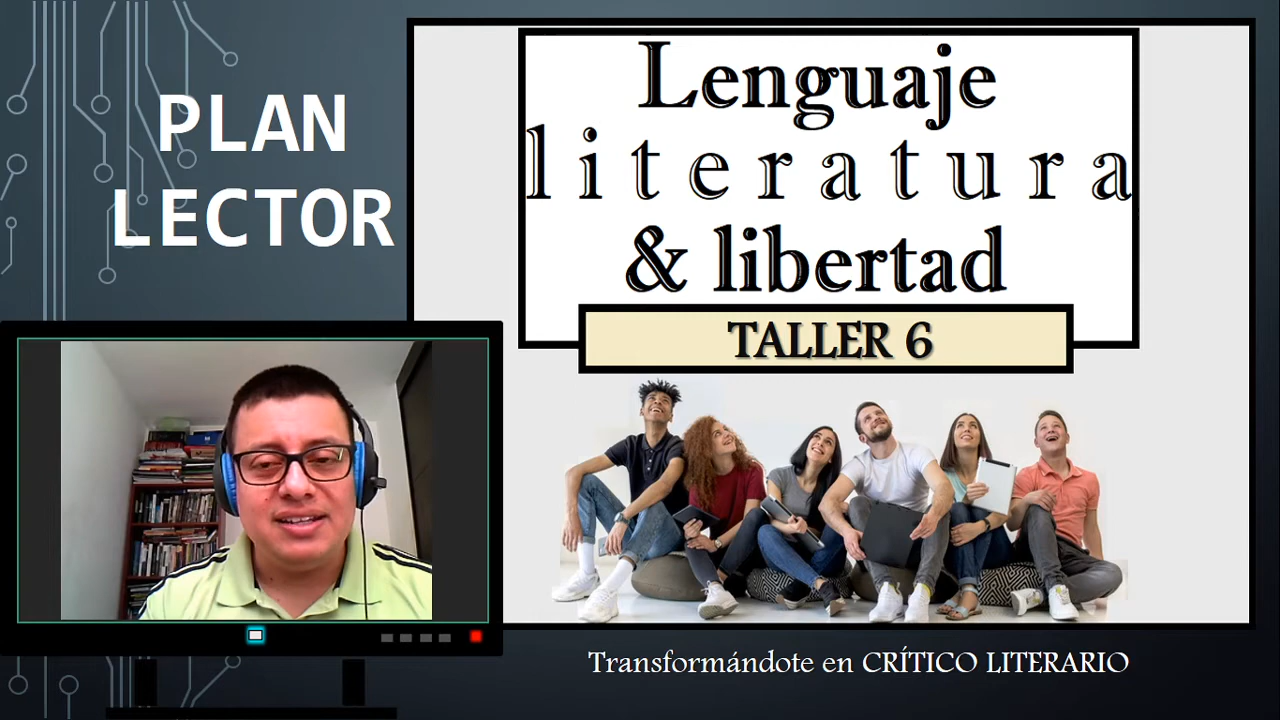 PLAN
LECTOR
Lenguaje
literatura
& libertad
TALLER 6
Transformándote en CRÍTICO LITERARIO